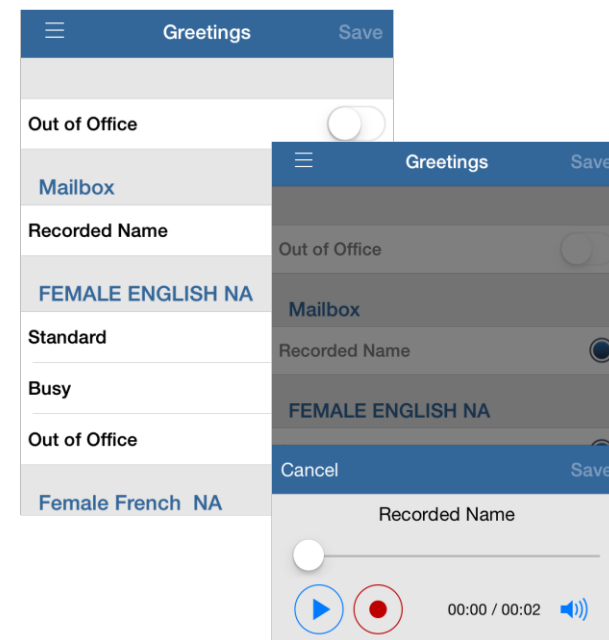 Greetings Save
Out of Office
Mailbox
Recorded Name
FEMALE ENGLISH NA
Standard
Busy
Out of Office
Female French NA
Greetings Save
Out of Office
Mailbox
Recorded Name
FEMALE ENGLISH NA
Cancel Save
Recorded Name
00:00 / 00:02